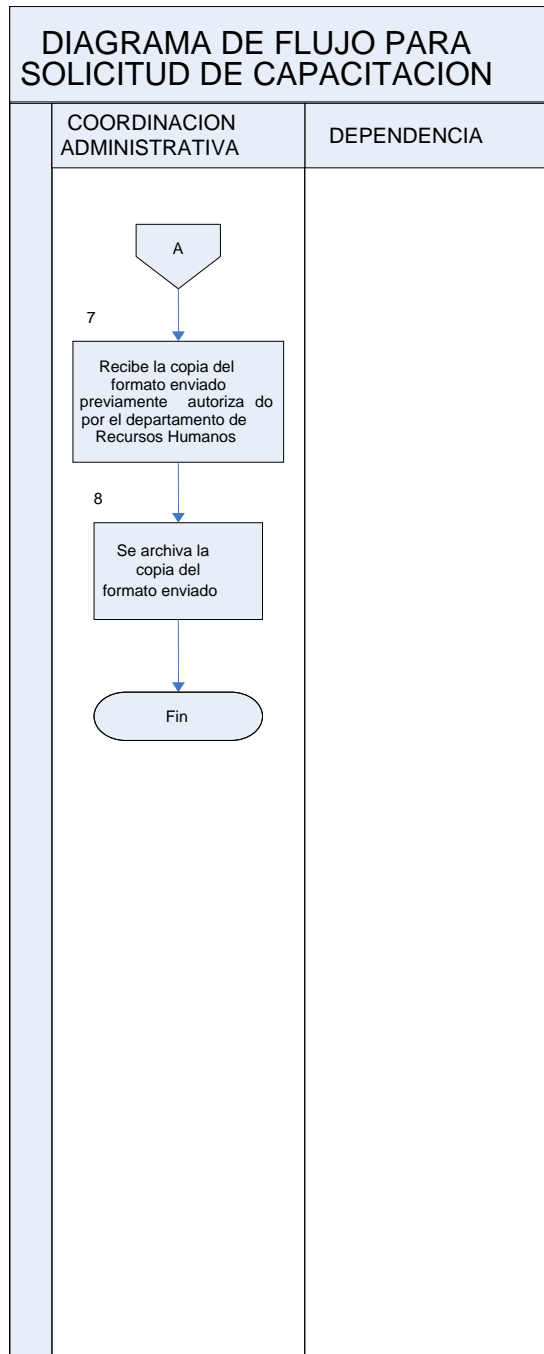 DIAGRAMA DE FLUJO PARA
SOLICITUD DE CAPACITACION
COORDINACION
ADMINISTRATIVA
DEPENDENCIA
A
7
Recibe la copia del
formato enviado
previamente autoriza do
por el departamento de
Recursos Humanos
8
Se archiva la
copia del
formato enviado
Fin